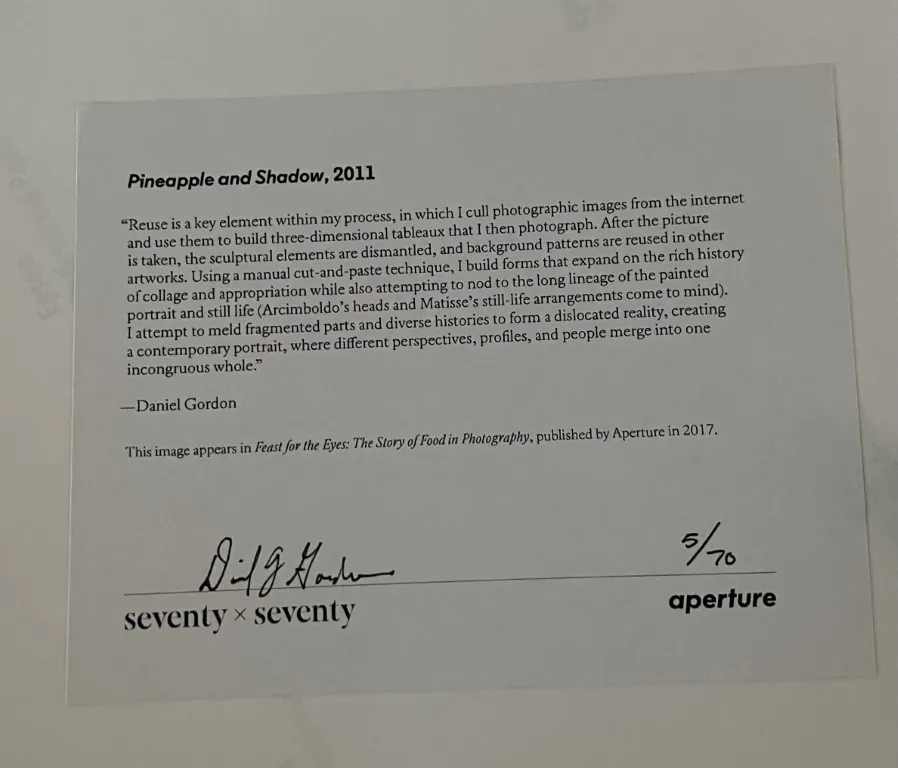 Pineapple and Shadow, 2011
“Reuse is a key element within my process, in which I cull photographic images from the internet
and use them to build three-dimensional tableaux that I then photograph. After the picture
is taken, the sculptural elements are dismantled, and background patterns are reused in other
artworks. Using a manual cut-and-paste technique, I build forms that expand on the rich history
of collage and appropriation while also attempting to nod to the long lineage of the painted
portrait and still life (Arcimboldo’s heads and Matisse’s still-life arrangements come to mind).
I attempt to meld fragmented parts and diverse histories to form a dislocated reality, creating
a contemporary portrait, where different perspectives, profiles, and people merge into one
incongruous whole.”
—Daniel Gordon
This image appears in Feast for the Eyes: The Story of Food in Photography, published by Aperture in 2017.
5/70
seventy × seventy
aperture